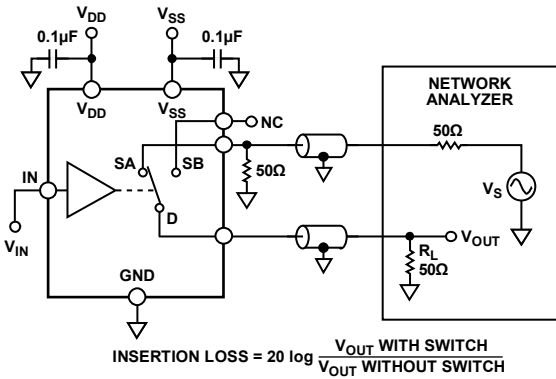 VDD
VSS
0.1µF
0.1µF
VDD
VSS
NC
NETWORK
ANALYZER
SA
SB
50Ω
50Ω
IN
VS
D
VIN
VOUT
RL
50Ω
GND
INSERTION LOSS = 20 log VOUT WITH SWITCH
VOUT WITHOUT SWITCH